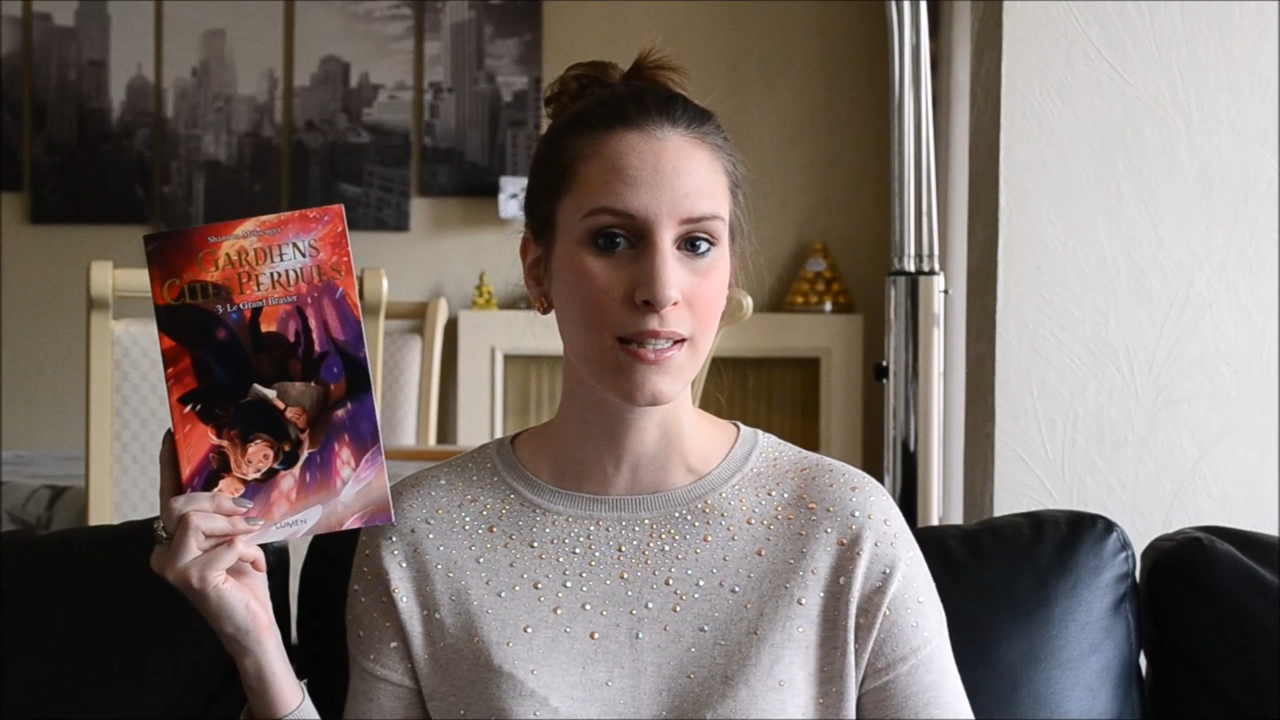 Shannon Messenger
GARDIENS
CITÉS PERDUES
-3- Le Grand Brasier
LUMEN